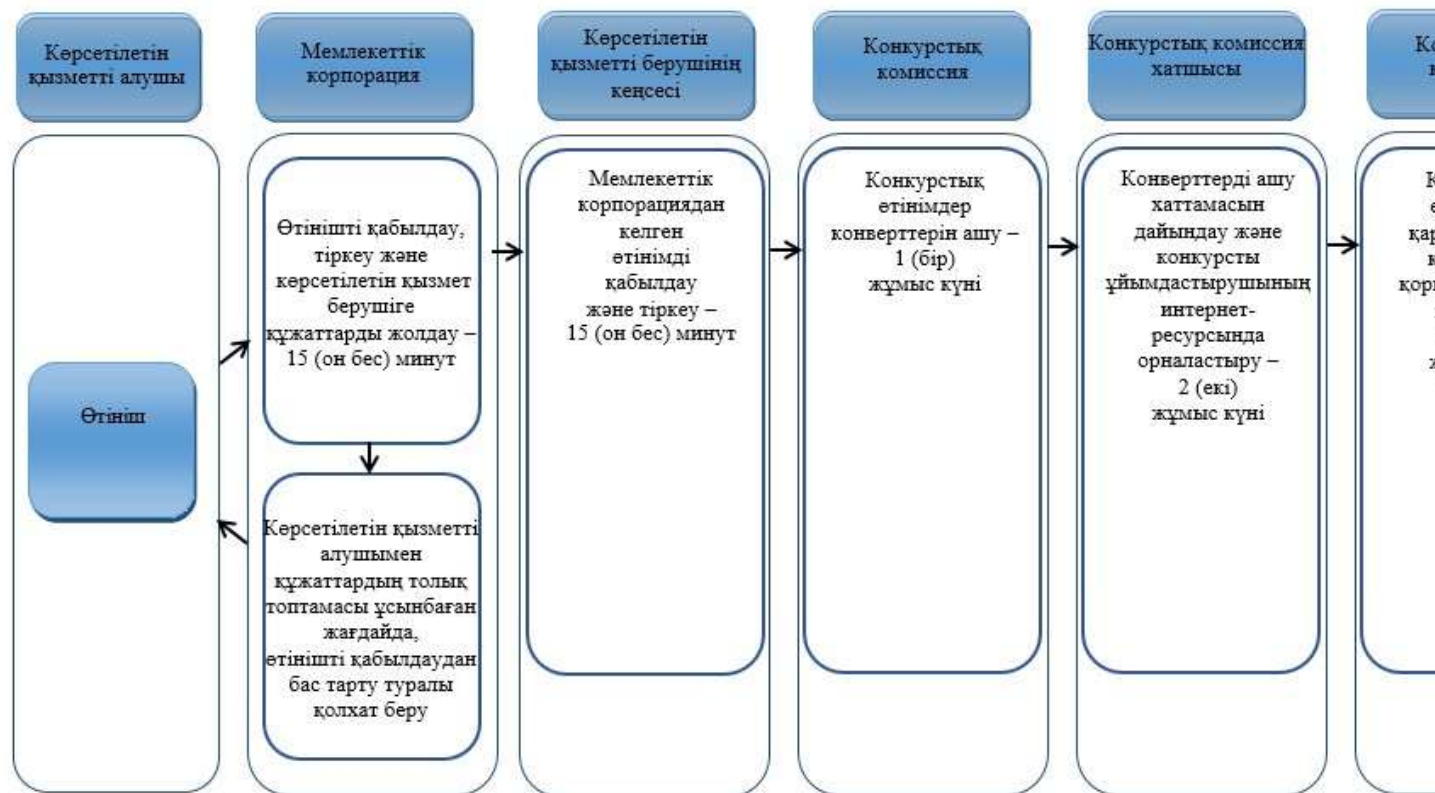 Көрсетілетін
қызметті алушы
Мемлекеттік
корпорация
Көрсетілетін
қызметті берушінің
кеңсесі
Конкурстық
комиссия
Конкурстық комиссия
хатшысы
Өтініш
Өтінішті қабылдау,
тіркеу және
көрсетілетін қызмет
берушіге
құжаттарды жолдау –
15 (он бес) минут
Көрсетілетін қызметті
алушымен
құжаттардың толық
топтамасы ұсынбаған
жағдайда,
өтінішті қабылдаудан
бас тарту туралы
қолхат беру
Мемлекеттік
корпорациядан
келген
өтінімді
қабылдау
және тіркеу –
15 (он бес) минут
Конкурстық
өтінімдер
конверттерін ашу –
1 (бір)
жұмыс күні
Конверттерді ашу
хаттамасын
дайындау және
конкурсты
ұйымдастырушының
интернет-
ресурсында
орналастыру –
2 (екі)
жұмыс күні